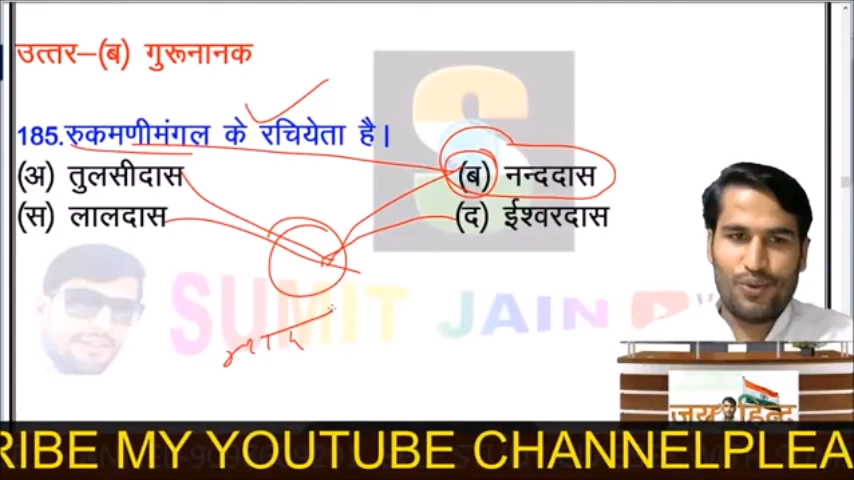 उत्तर–(ब) गुरूनानक
185.रुकमणीमंगल के रचियेता है।
(अ) तुलसीदास (ब) नन्ददास
(स) लालदास (द) ईश्वरदास
SUMIT JAIN
जय हिन्द
RIBE MY YOUTUBE CHANNELPLEA